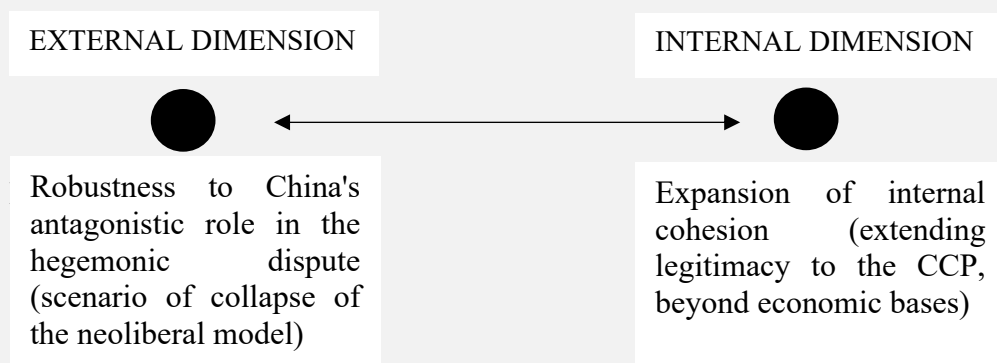 EXTERNAL DIMENSION
INTERNAL DIMENSION
Robustness to China's
antagonistic role in the
hegemonic dispute
(scenario of collapse of
the neoliberal model)
Expansion of internal
cohesion (extending
legitimacy to the CCP,
beyond economic bases)